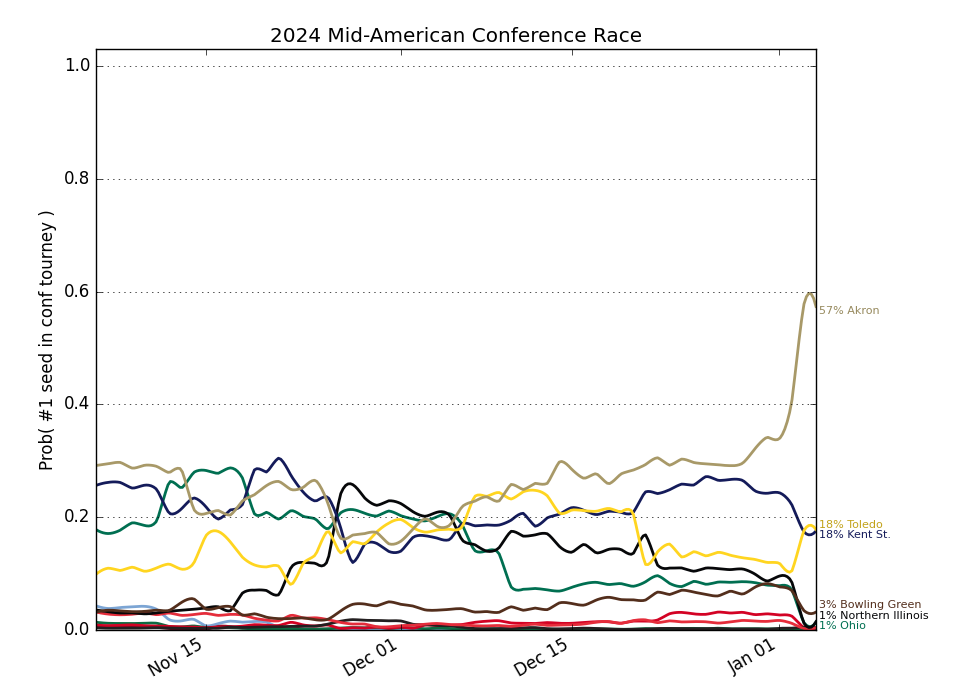 2024 Mid-American Conference Race
Prob( #1 seed in conf tourney )
1.0
0.8
0.6
0.4
0.2
0.0
57% Akron
18% Toledo
18% Kent St.
3% Bowling Green
1% Northern Illinois
1% Ohio
Nov 15
Dec 01
Dec 15
Jan 01